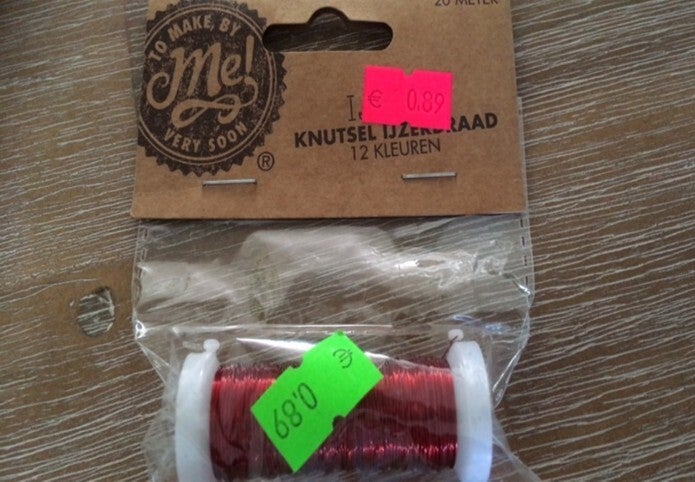 20 METER
TO MAKE BY
Me!
VERY SOON
®
€ 0.89
KNUTSEL IJZERDRAAD
12 KLEUREN
€ 0.89